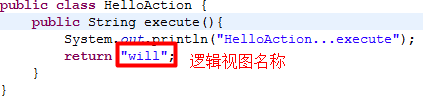 public class HelloAction {
public String execute(){
System.out.println("HelloAction...execute");
return "will"; 逻辑视图名称
}
}